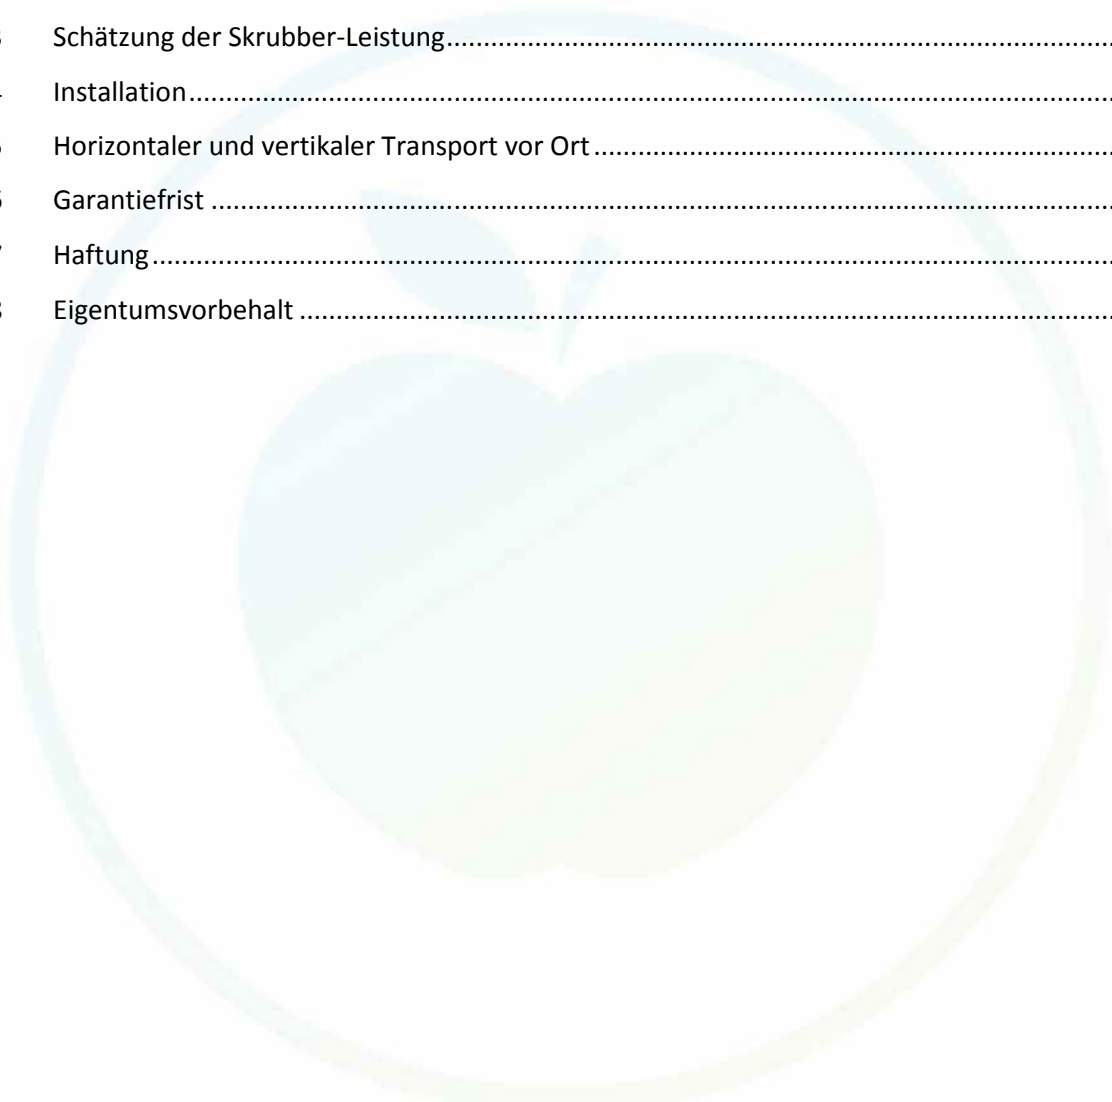 Schätzung der Skrubber-Leistung........................................................................................
Installation........................................................................................................................
Horizontaler und vertikaler Transport vor Ort....................................................................
Garantiefrist.....................................................................................................................
Haftung.............................................................................................................................
Eigentumsvorbehalt.........................................................................................................